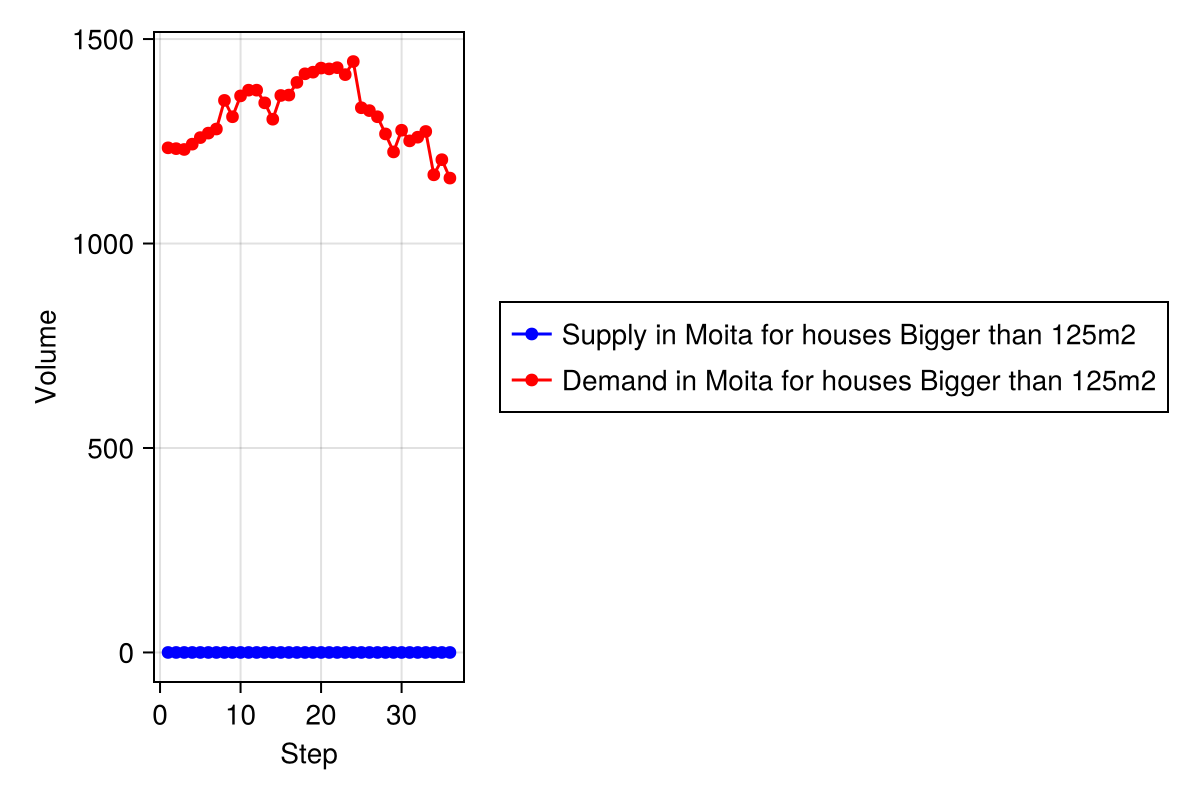 1500
1000
500
0
Volume
0 10 20 30
Step
Supply in Moita for houses Bigger than 125m2
Demand in Moita for houses Bigger than 125m2